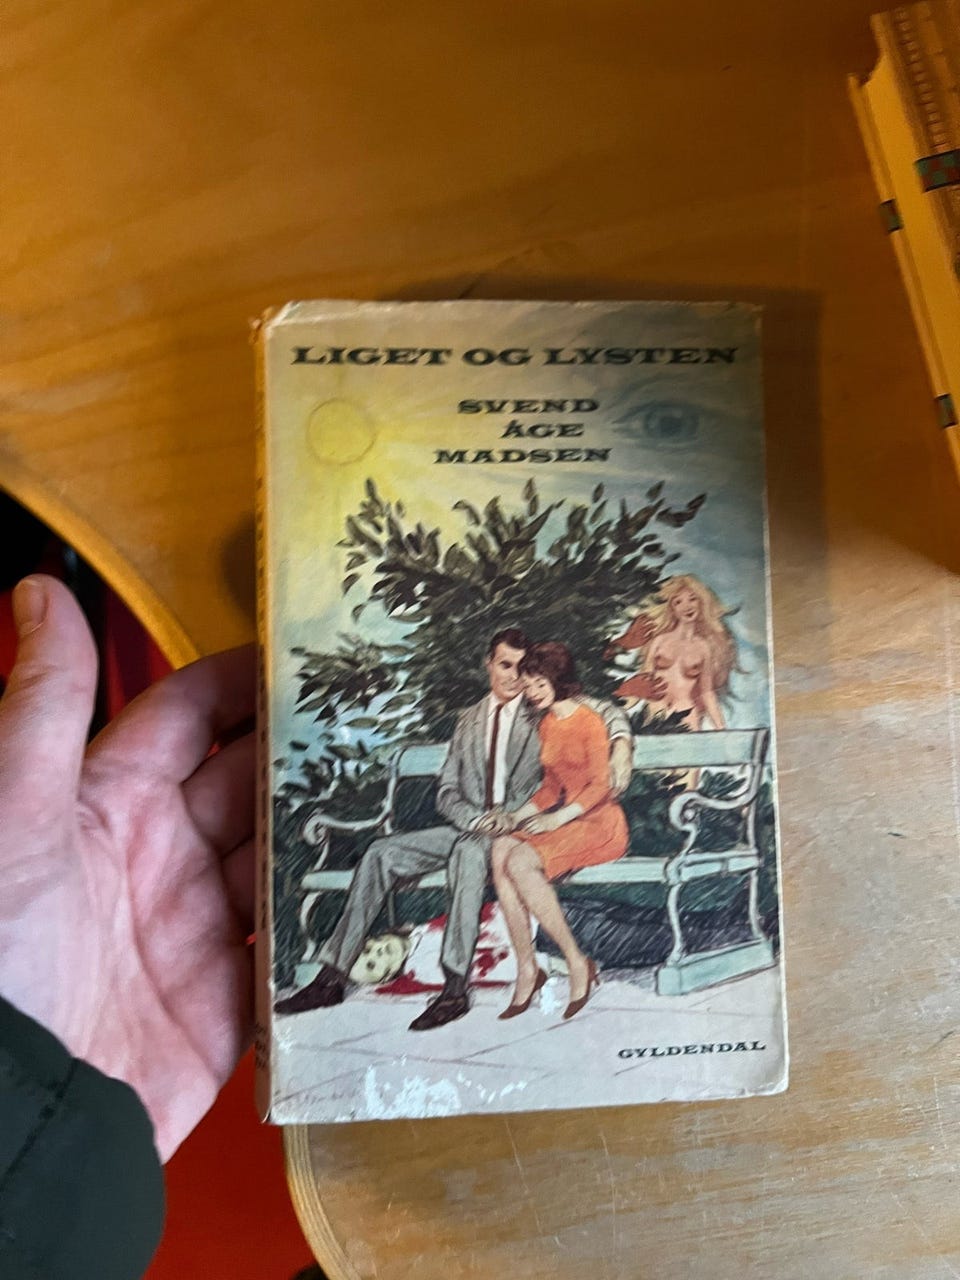 LIGET OG LYSTEN
SVEND
ÅGE
MADSEN
GYLDENDAL